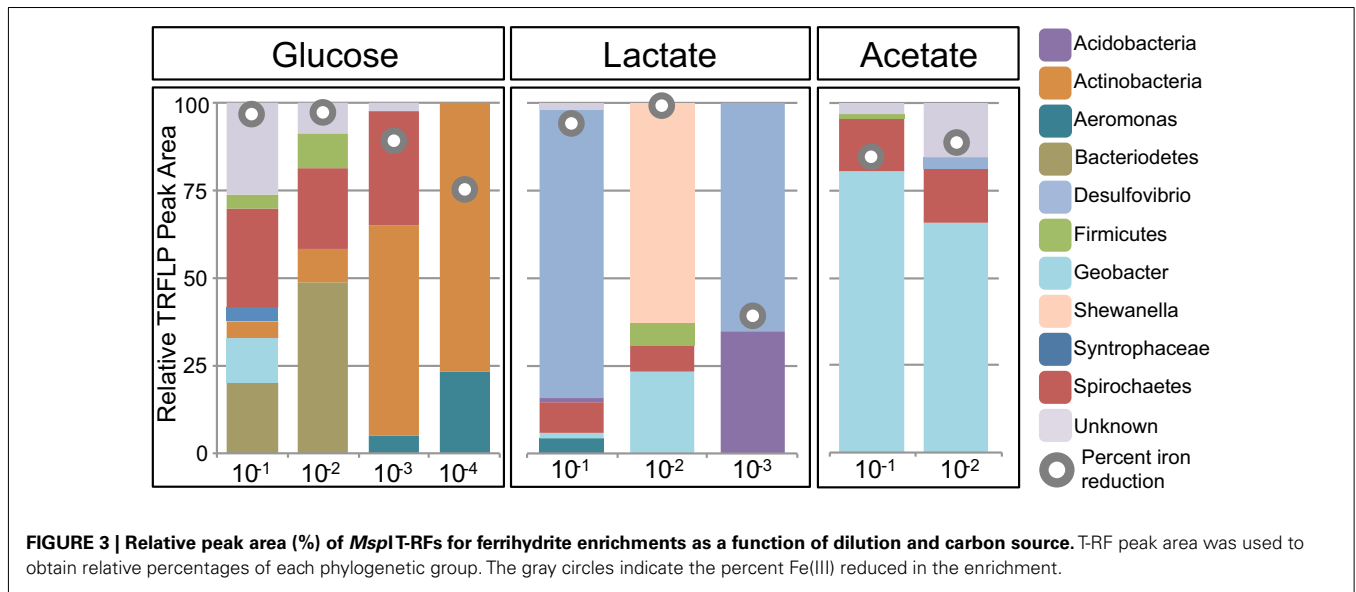 Glucose
Lactate
Acetate
Relative TRFLP Peak Area
100
75
50
25
0
10⁻¹ 10⁻² 10⁻³ 10⁻⁴
10⁻¹ 10⁻² 10⁻³
10⁻¹ 10⁻²
Acidobacteria
Actinobacteria
Aeromonas
Bacteriodetes
Desulfovibrio
Firmicutes
Geobacter
Shewanella
Syntrophaceae
Spirochaetes
Unknown
Percent iron
reduction
FIGURE 3 | Relative peak area (%) of MspI T-RFs for ferrihydrite enrichments as a function of dilution and carbon source. T-RF peak area was used to
obtain relative percentages of each phylogenetic group. The gray circles indicate the percent Fe(III) reduced in the enrichment.